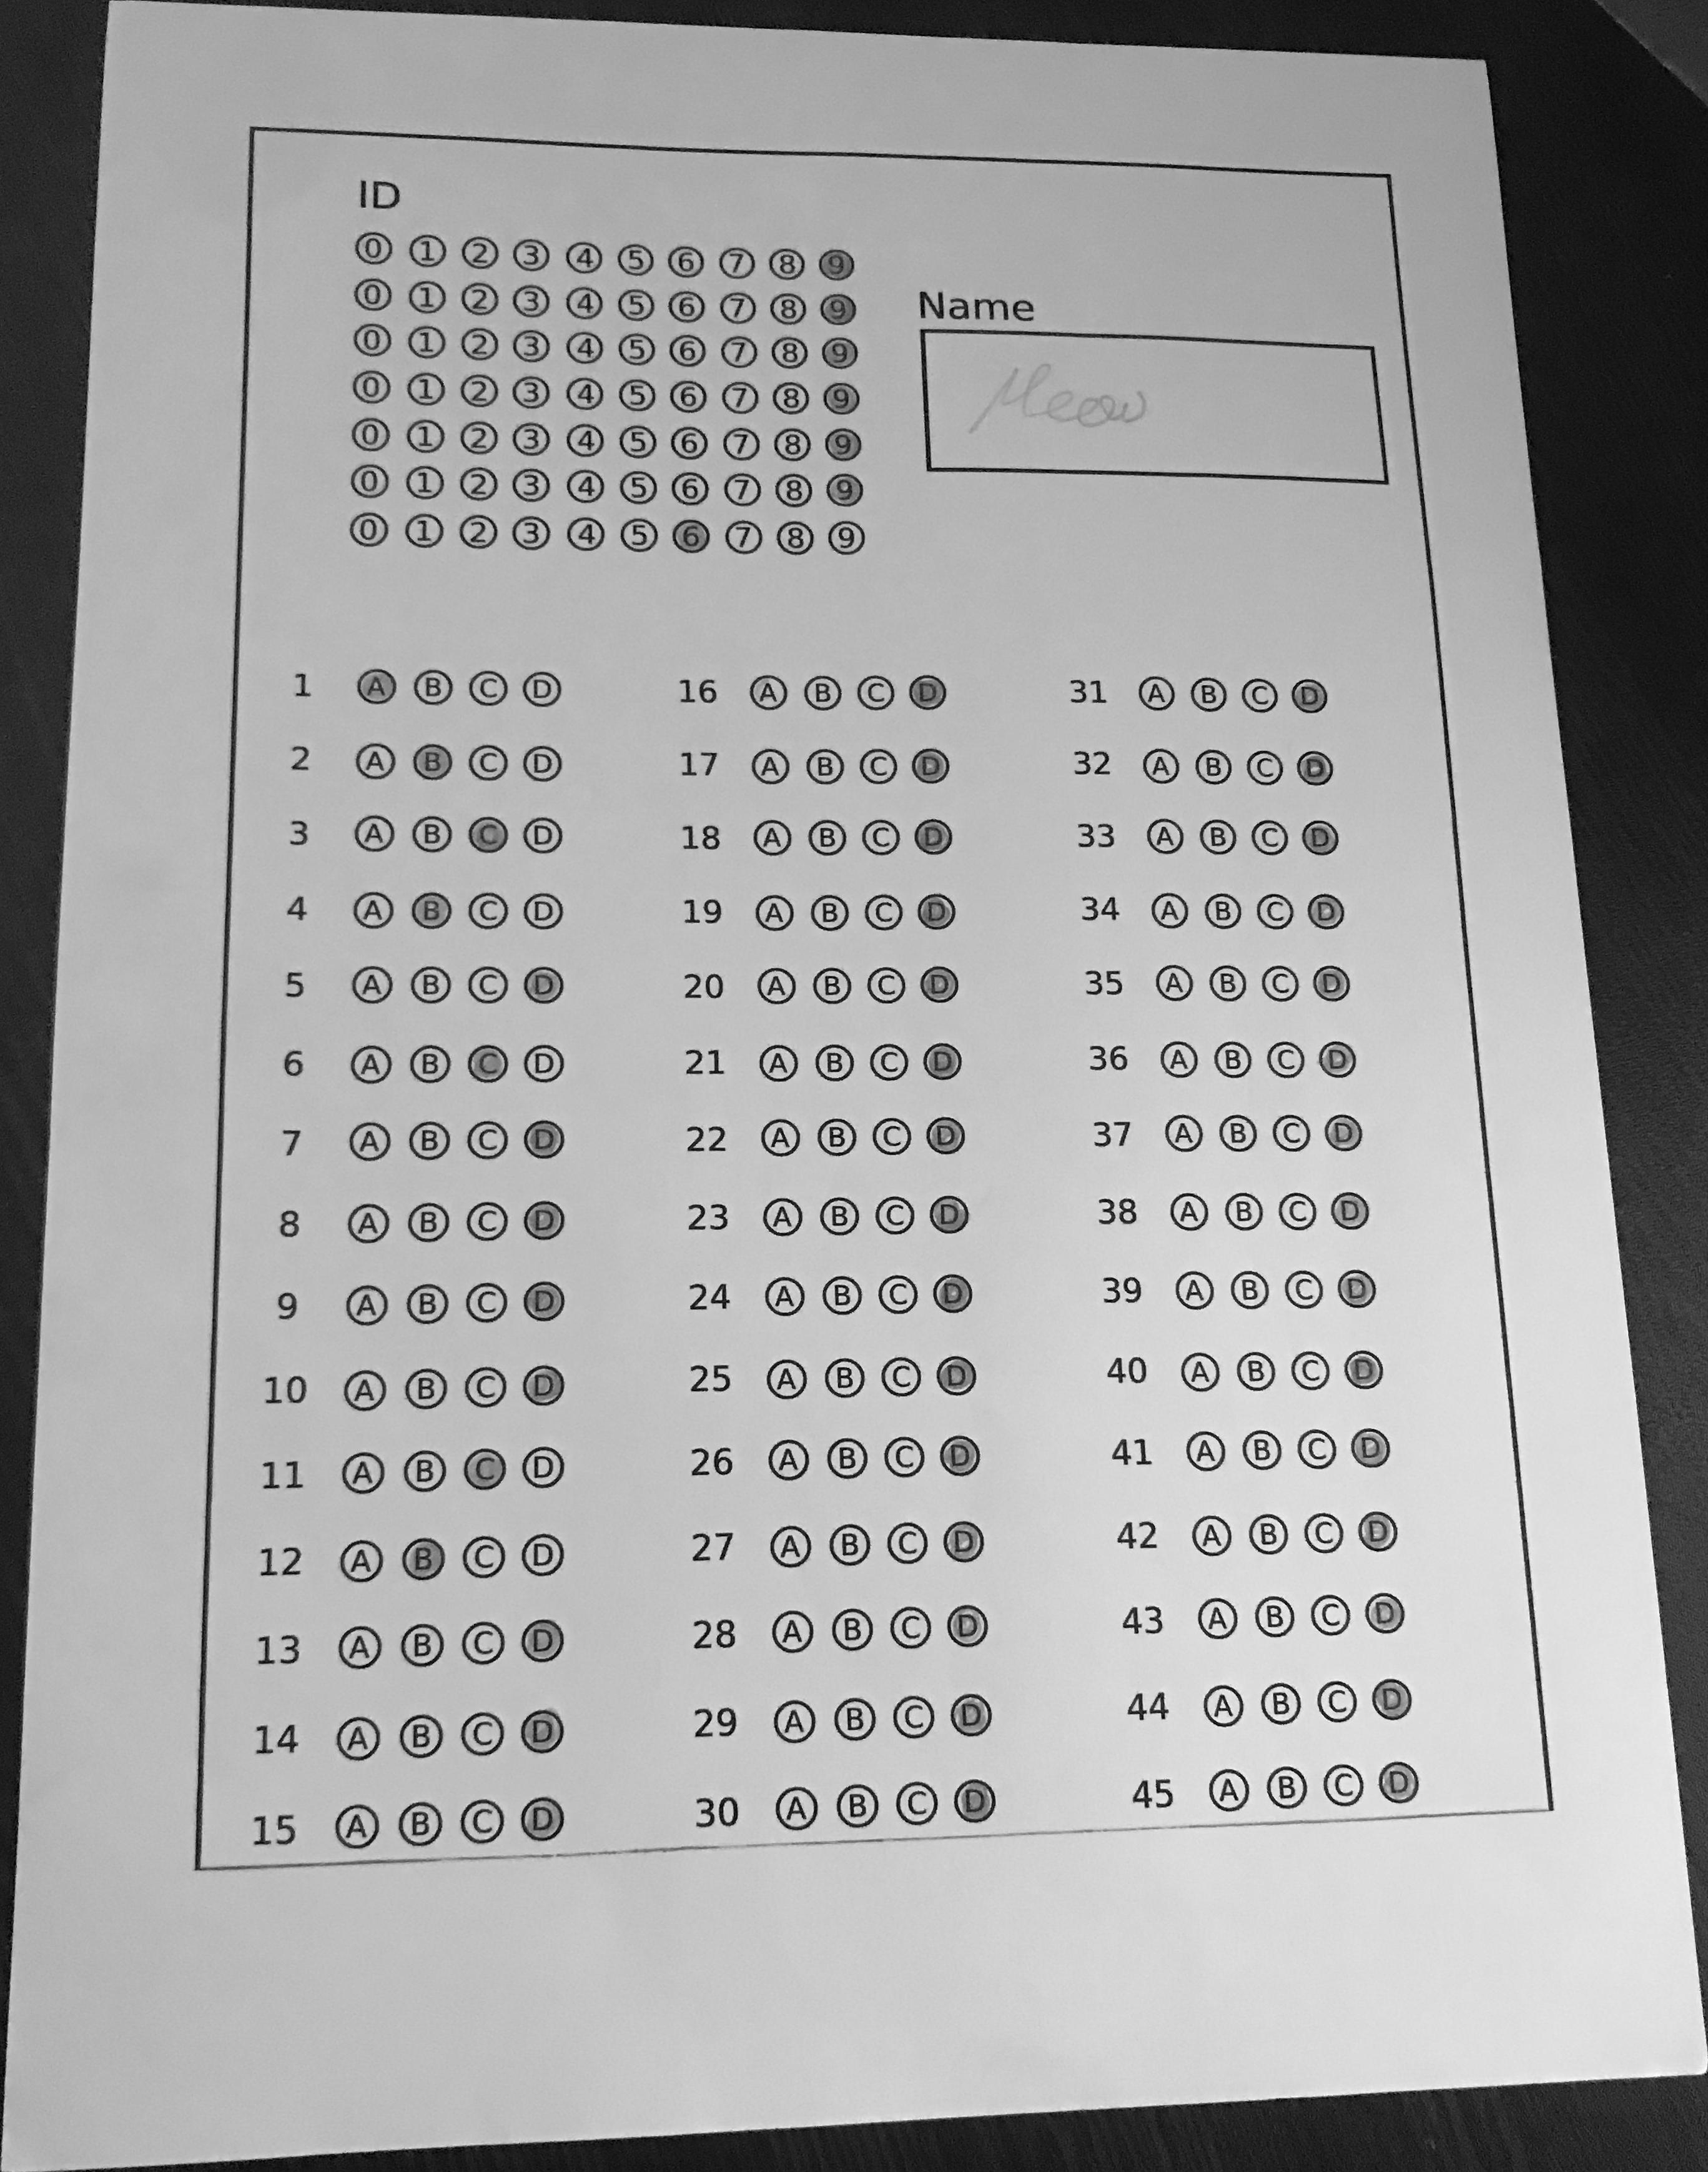 ID
0 1 2 3 4 5 6 7 8 9
0 1 2 3 4 5 6 7 8 9
0 1 2 3 4 5 6 7 8 9
0 1 2 3 4 5 6 7 8 9
0 1 2 3 4 5 6 7 8 9
0 1 2 3 4 5 6 7 8 9
0 1 2 3 4 5 6 7 8 9
Name
Meow
1 A B C D
2 A B C D
3 A B C D
4 A B C D
5 A B C D
6 A B C D
7 A B C D
8 A B C D
9 A B C D
10 A B C D
11 A B C D
12 A B C D
13 A B C D
14 A B C D
15 A B C D
16 A B C D
17 A B C D
18 A B C D
19 A B C D
20 A B C D
21 A B C D
22 A B C D
23 A B C D
24 A B C D
25 A B C D
26 A B C D
27 A B C D
28 A B C D
29 A B C D
30 A B C D
31 A B C D
32 A B C D
33 A B C D
34 A B C D
35 A B C D
36 A B C D
37 A B C D
38 A B C D
39 A B C D
40 A B C D
41 A B C D
42 A B C D
43 A B C D
44 A B C D
45 A B C D